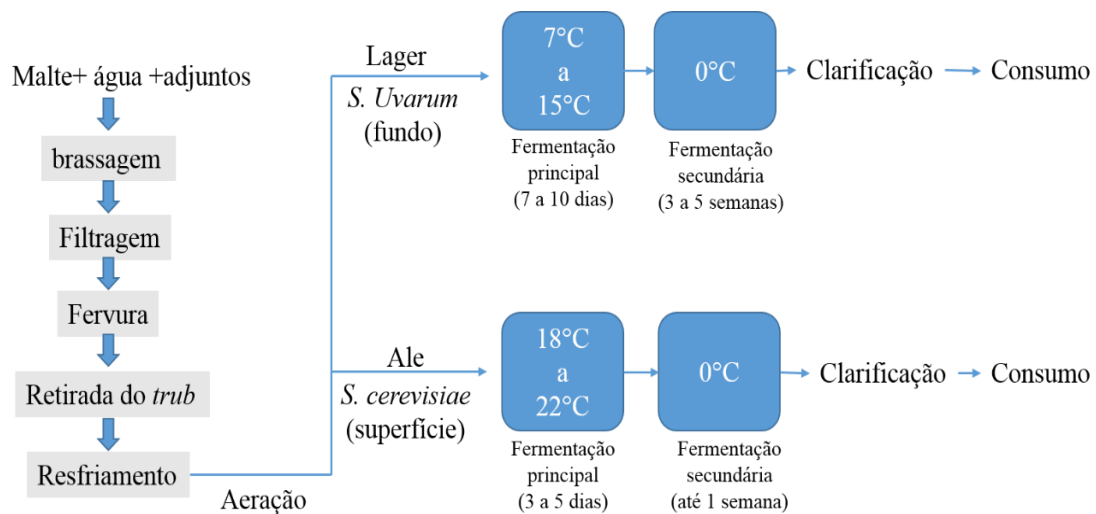 Malte+ água +adjuntos
brassagem
Filtragem
Fervura
Retirada do trub
Resfriamento
Aeração
Lager
S. Uvarum
(fundo)
7°C
a
15°C
Fermentação
principal
(7 a 10 dias)
0°C
Fermentação
secundária
(3 a 5 semanas)
Clarificação
Consumo
Ale
S. cerevisiae
(superfície)
18°C
a
22°C
Fermentação
principal
(3 a 5 dias)
0°C
Fermentação
secundária
(até 1 semana)
Clarificação
Consumo